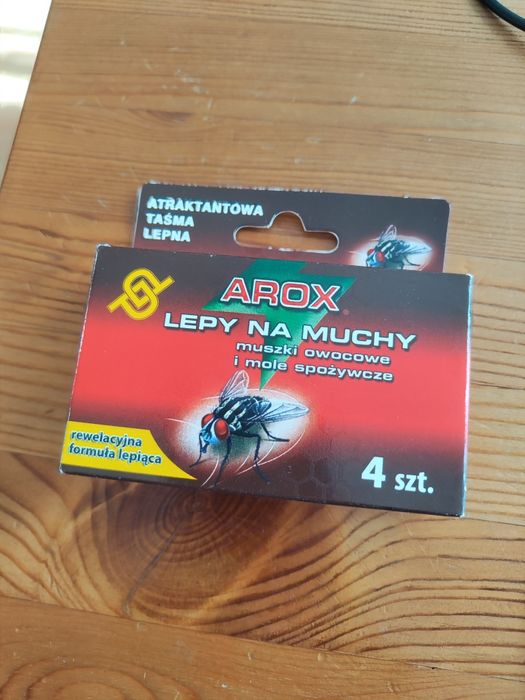 ATRAKTANTOWA
TAŚMA
LEPNA
AROX
LEPY NA MUCHY
muszki owocowe
i mole spożywcze
rewelacyjna
formuła lepiąca
4 szt.